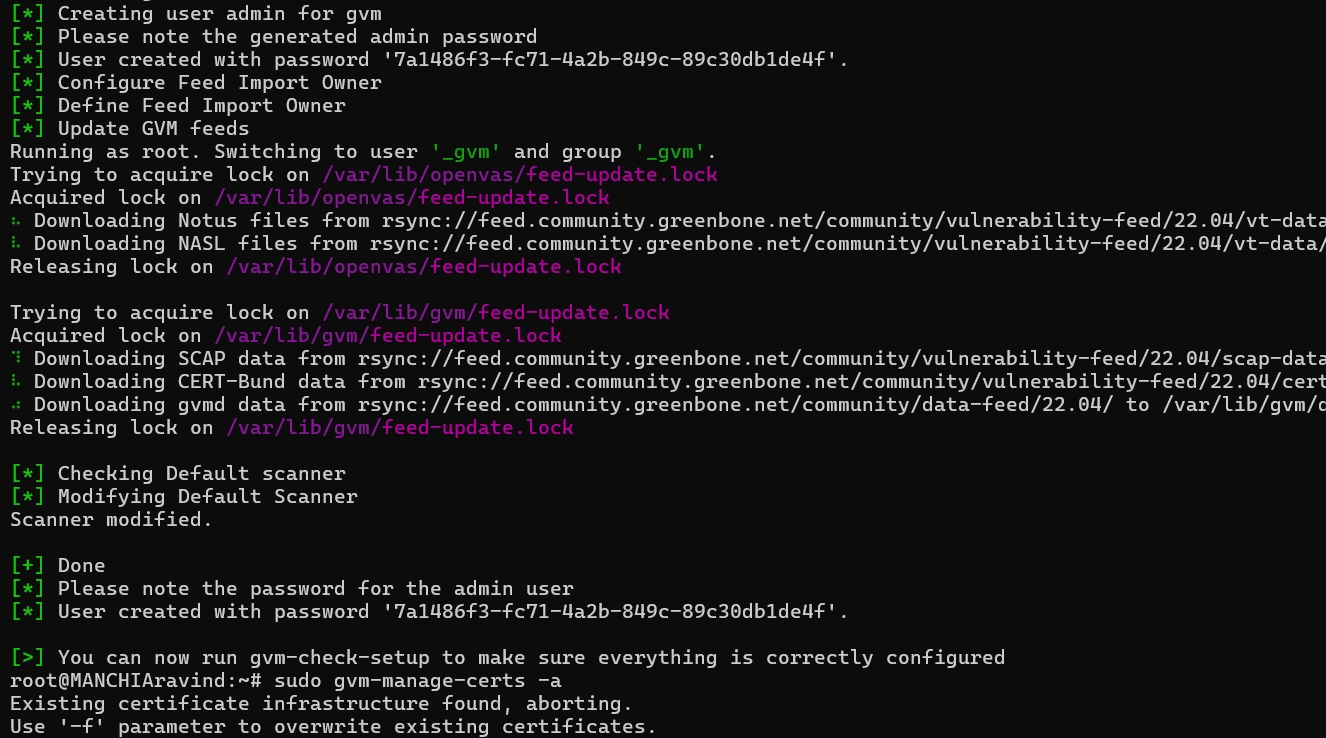 [*] Creating user admin for gvm
[*] Please note the generated admin password
[*] User created with password '7a1486f3-fc71-4a2b-849c-89c30db1de4f'.
[*] Configure Feed Import Owner
[*] Define Feed Import Owner
[*] Update GVM feeds
Running as root. Switching to user '_gvm' and group '_gvm'.
Trying to acquire lock on /var/lib/openvas/feed-update.lock
Acquired lock on /var/lib/openvas/feed-update.lock
⠦ Downloading Notus files from rsync://feed.community.greenbone.net/community/vulnerability-feed/22.04/vt-data
⠧ Downloading NASL files from rsync://feed.community.greenbone.net/community/vulnerability-feed/22.04/vt-data/
Releasing lock on /var/lib/openvas/feed-update.lock

Trying to acquire lock on /var/lib/gvm/feed-update.lock
Acquired lock on /var/lib/gvm/feed-update.lock
⠹ Downloading SCAP data from rsync://feed.community.greenbone.net/community/vulnerability-feed/22.04/scap-data
⠧ Downloading CERT-Bund data from rsync://feed.community.greenbone.net/community/vulnerability-feed/22.04/cert
⠴ Downloading gvmd data from rsync://feed.community.greenbone.net/community/data-feed/22.04/ to /var/lib/gvm/d
Releasing lock on /var/lib/gvm/feed-update.lock

[*] Checking Default scanner
[*] Modifying Default Scanner
Scanner modified.

[+] Done
[*] Please note the password for the admin user
[*] User created with password '7a1486f3-fc71-4a2b-849c-89c30db1de4f'.

[>] You can now run gvm-check-setup to make sure everything is correctly configured
root@MANCHIAravind:~# sudo gvm-manage-certs -a
Existing certificate infrastructure found, aborting.
Use '-f' parameter to overwrite existing certificates.